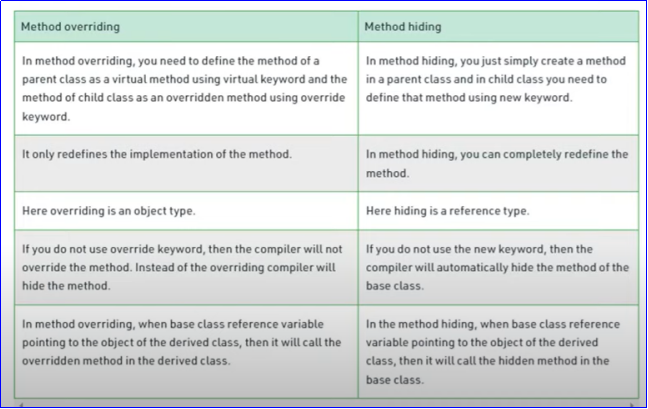 Method overriding
Method hiding
In method overriding, you need to define the method of a
parent class as a virtual method using virtual keyword and the
method of child class as an overridden method using override
keyword.
In method hiding, you just simply create a method
in a parent class and in child class you need to
define that method using new keyword.
It only redefines the implementation of the method.
In method hiding, you can completely redefine the
method.
Here overriding is an object type.
Here hiding is a reference type.
If you do not use override keyword, then the compiler will not
override the method. Instead of the overriding compiler will
hide the method.
If you do not use the new keyword, then the
compiler will automatically hide the method of the
base class.
In method overriding, when base class reference variable
pointing to the object of the derived class, then it will call the
overridden method in the derived class.
In the method hiding, when base class reference
variable pointing to the object of the derived
class, then it will call the hidden method in the
base class.